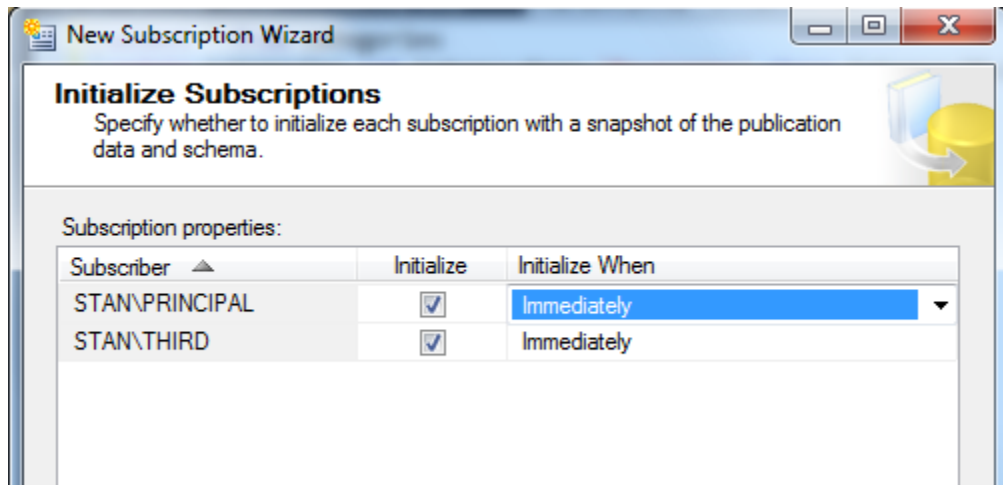 New Subscription Wizard
Initialize Subscriptions
Specify whether to initialize each subscription with a snapshot of the publication
data and schema.
Subscription properties:
Subscriber Initialize Initialize When
STAN\PRINCIPAL Immediately
STAN\THIRD Immediately